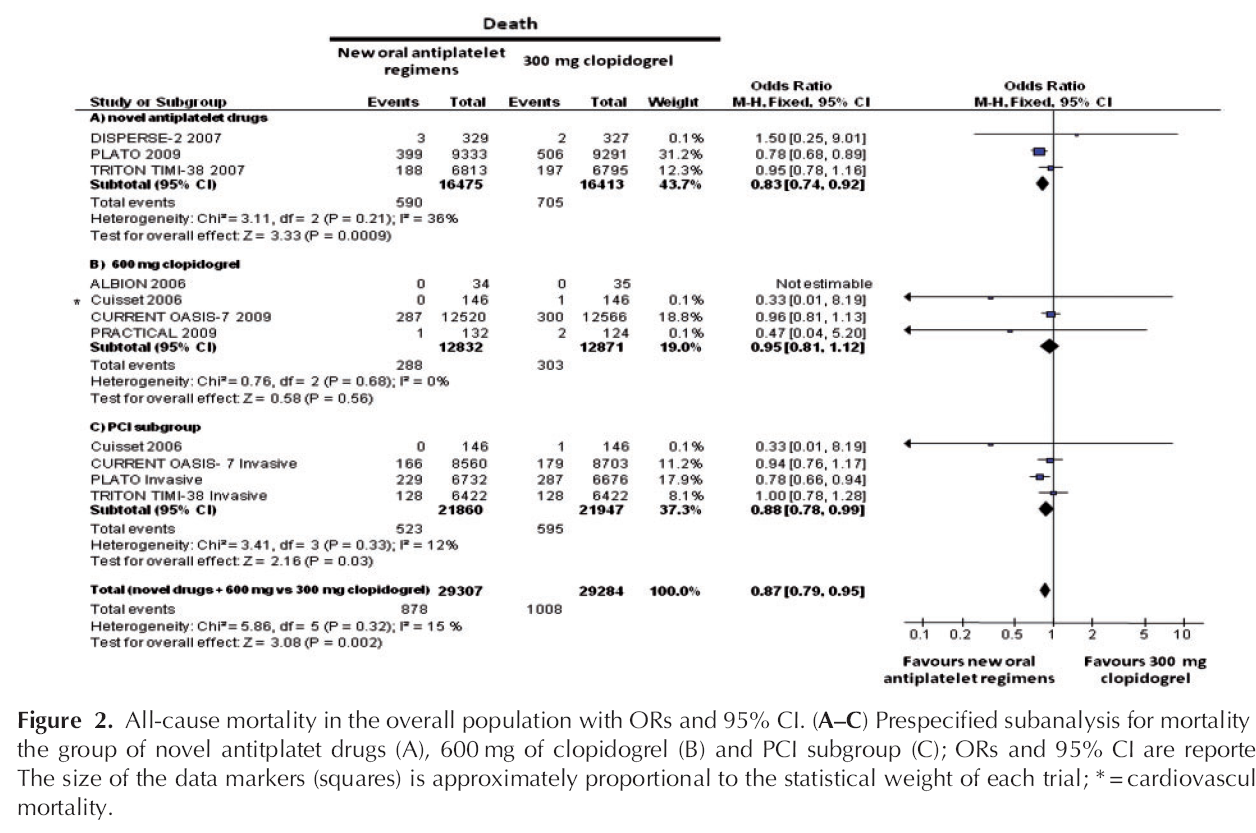 Death
New oral antiplatelet regimens 300 mg clopidogrel Odds Ratio Odds Ratio
Study or Subgroup Events Total Events Total Weight M-H, Fixed, 95% CI M-H, Fixed, 95% CI
A) novel antiplatelet drugs
DISPERSE-2 2007 3 329 2 327 0.1% 1.50 [0.25, 9.01]
PLATO 2009 399 9333 506 9291 31.2% 0.78 [0.68, 0.89]
TRITON TIMI-38 2007 188 6813 197 6795 12.3% 0.95 [0.78, 1.16]
Subtotal (95% CI) 16475 16413 43.7% 0.83 [0.74, 0.92]
Total events 590 705
Heterogeneity: Chi² = 3.11, df = 2 (P = 0.21); I² = 36%
Test for overall effect: Z = 3.33 (P = 0.0009)
B) 600 mg clopidogrel
ALBION 2006 0 34 0 35 Not estimable
* Cuisset 2006 0 146 1 146 0.1% 0.33 [0.01, 8.19]
CURRENT OASIS-7 2009 287 12520 300 12566 18.8% 0.96 [0.81, 1.13]
PRACTICAL 2009 1 132 2 124 0.1% 0.47 [0.04, 5.20]
Subtotal (95% CI) 12832 12871 19.0% 0.95 [0.81, 1.12]
Total events 288 303
Heterogeneity: Chi² = 0.76, df = 2 (P = 0.68); I² = 0%
Test for overall effect: Z = 0.58 (P = 0.56)
C) PCI subgroup
Cuisset 2006 0 146 1 146 0.1% 0.33 [0.01, 8.19]
CURRENT OASIS- 7 Invasive 166 8560 179 8703 11.2% 0.94 [0.76, 1.17]
PLATO Invasive 229 6732 287 6676 17.9% 0.78 [0.66, 0.94]
TRITON TIMI-38 Invasive 128 6422 128 6422 8.1% 1.00 [0.78, 1.28]
Subtotal (95% CI) 21860 21947 37.3% 0.88 [0.78, 0.99]
Total events 523 595
Heterogeneity: Chi² = 3.41, df = 3 (P = 0.33); I² = 12%
Test for overall effect: Z = 2.16 (P = 0.03)
Total (novel drugs + 600 mg vs 300 mg clopidogrel) 29307 29284 100.0% 0.87 [0.79, 0.95]
Total events 878 1008
Heterogeneity: Chi² = 5.86, df = 5 (P = 0.32); I² = 15 %
Test for overall effect: Z = 3.08 (P = 0.002)
0.1 0.2 0.5 1 2 5 10
Favours new oral antiplatelet regimens Favours 300 mg clopidogrel
Figure 2. All-cause mortality in the overall population with ORs and 95% CI. (A–C) Prespecified subanalysis for mortality
the group of novel antitplatet drugs (A), 600 mg of clopidogrel (B) and PCI subgroup (C); ORs and 95% CI are reporte
The size of the data markers (squares) is approximately proportional to the statistical weight of each trial; * = cardiovascul
mortality.